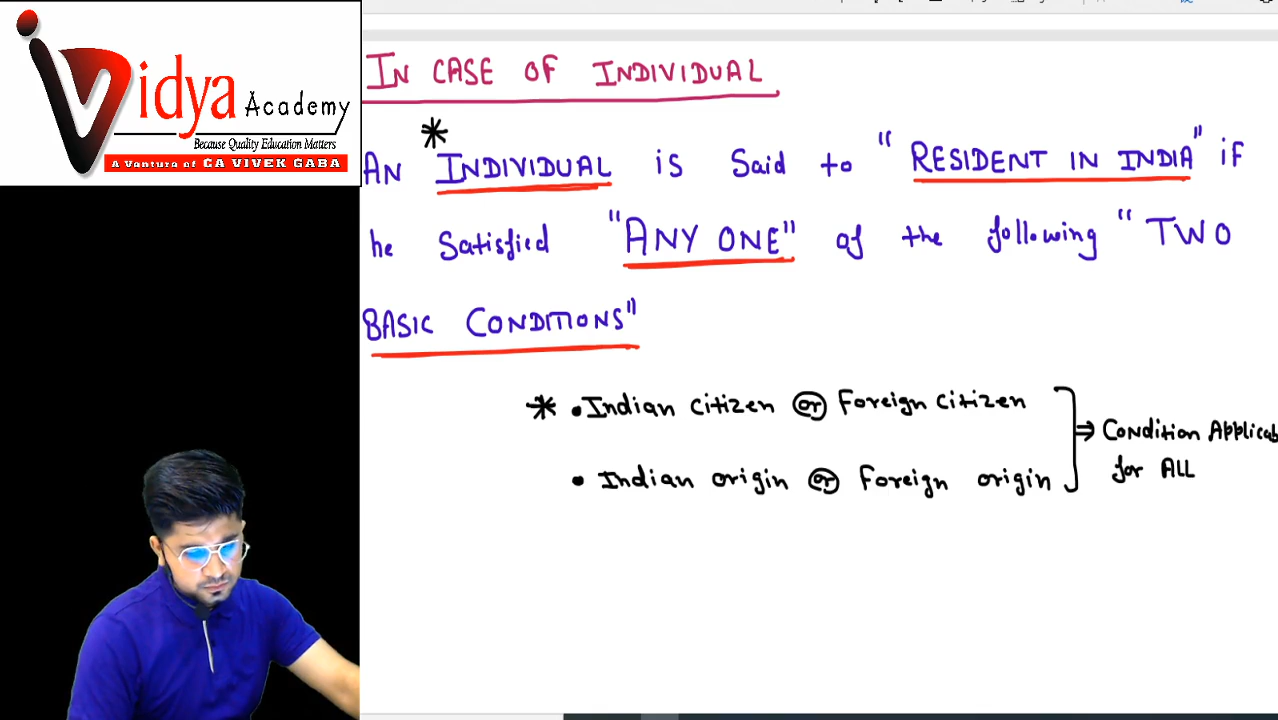 Vidya Academy
Because Quality Education Matters
A Ventura of CA VIVEK GABA
IN CASE OF INDIVIDUAL
* AN INDIVIDUAL is Said to "RESIDENT IN INDIA" if
he Satisfied "ANY ONE" of the following "TWO
BASIC CONDITIONS"
* • Indian citizen or Foreign citizen
⇒ Condition Applicab
for ALL
• Indian origin or Foreign origin